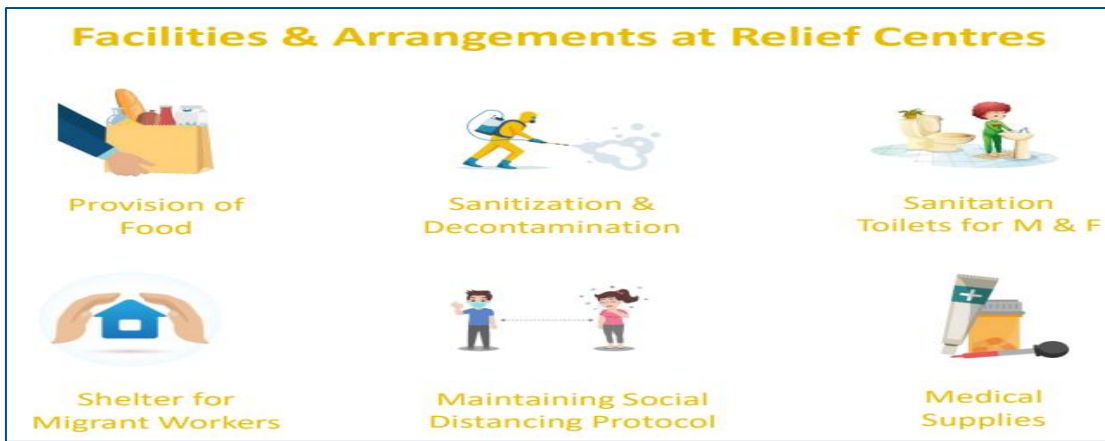 Facilities & Arrangements at Relief Centres
Provision of
Food
Sanitization &
Decontamination
Sanitation
Toilets for M & F
Shelter for
Migrant Workers
Maintaining Social
Distancing Protocol
Medical
Supplies